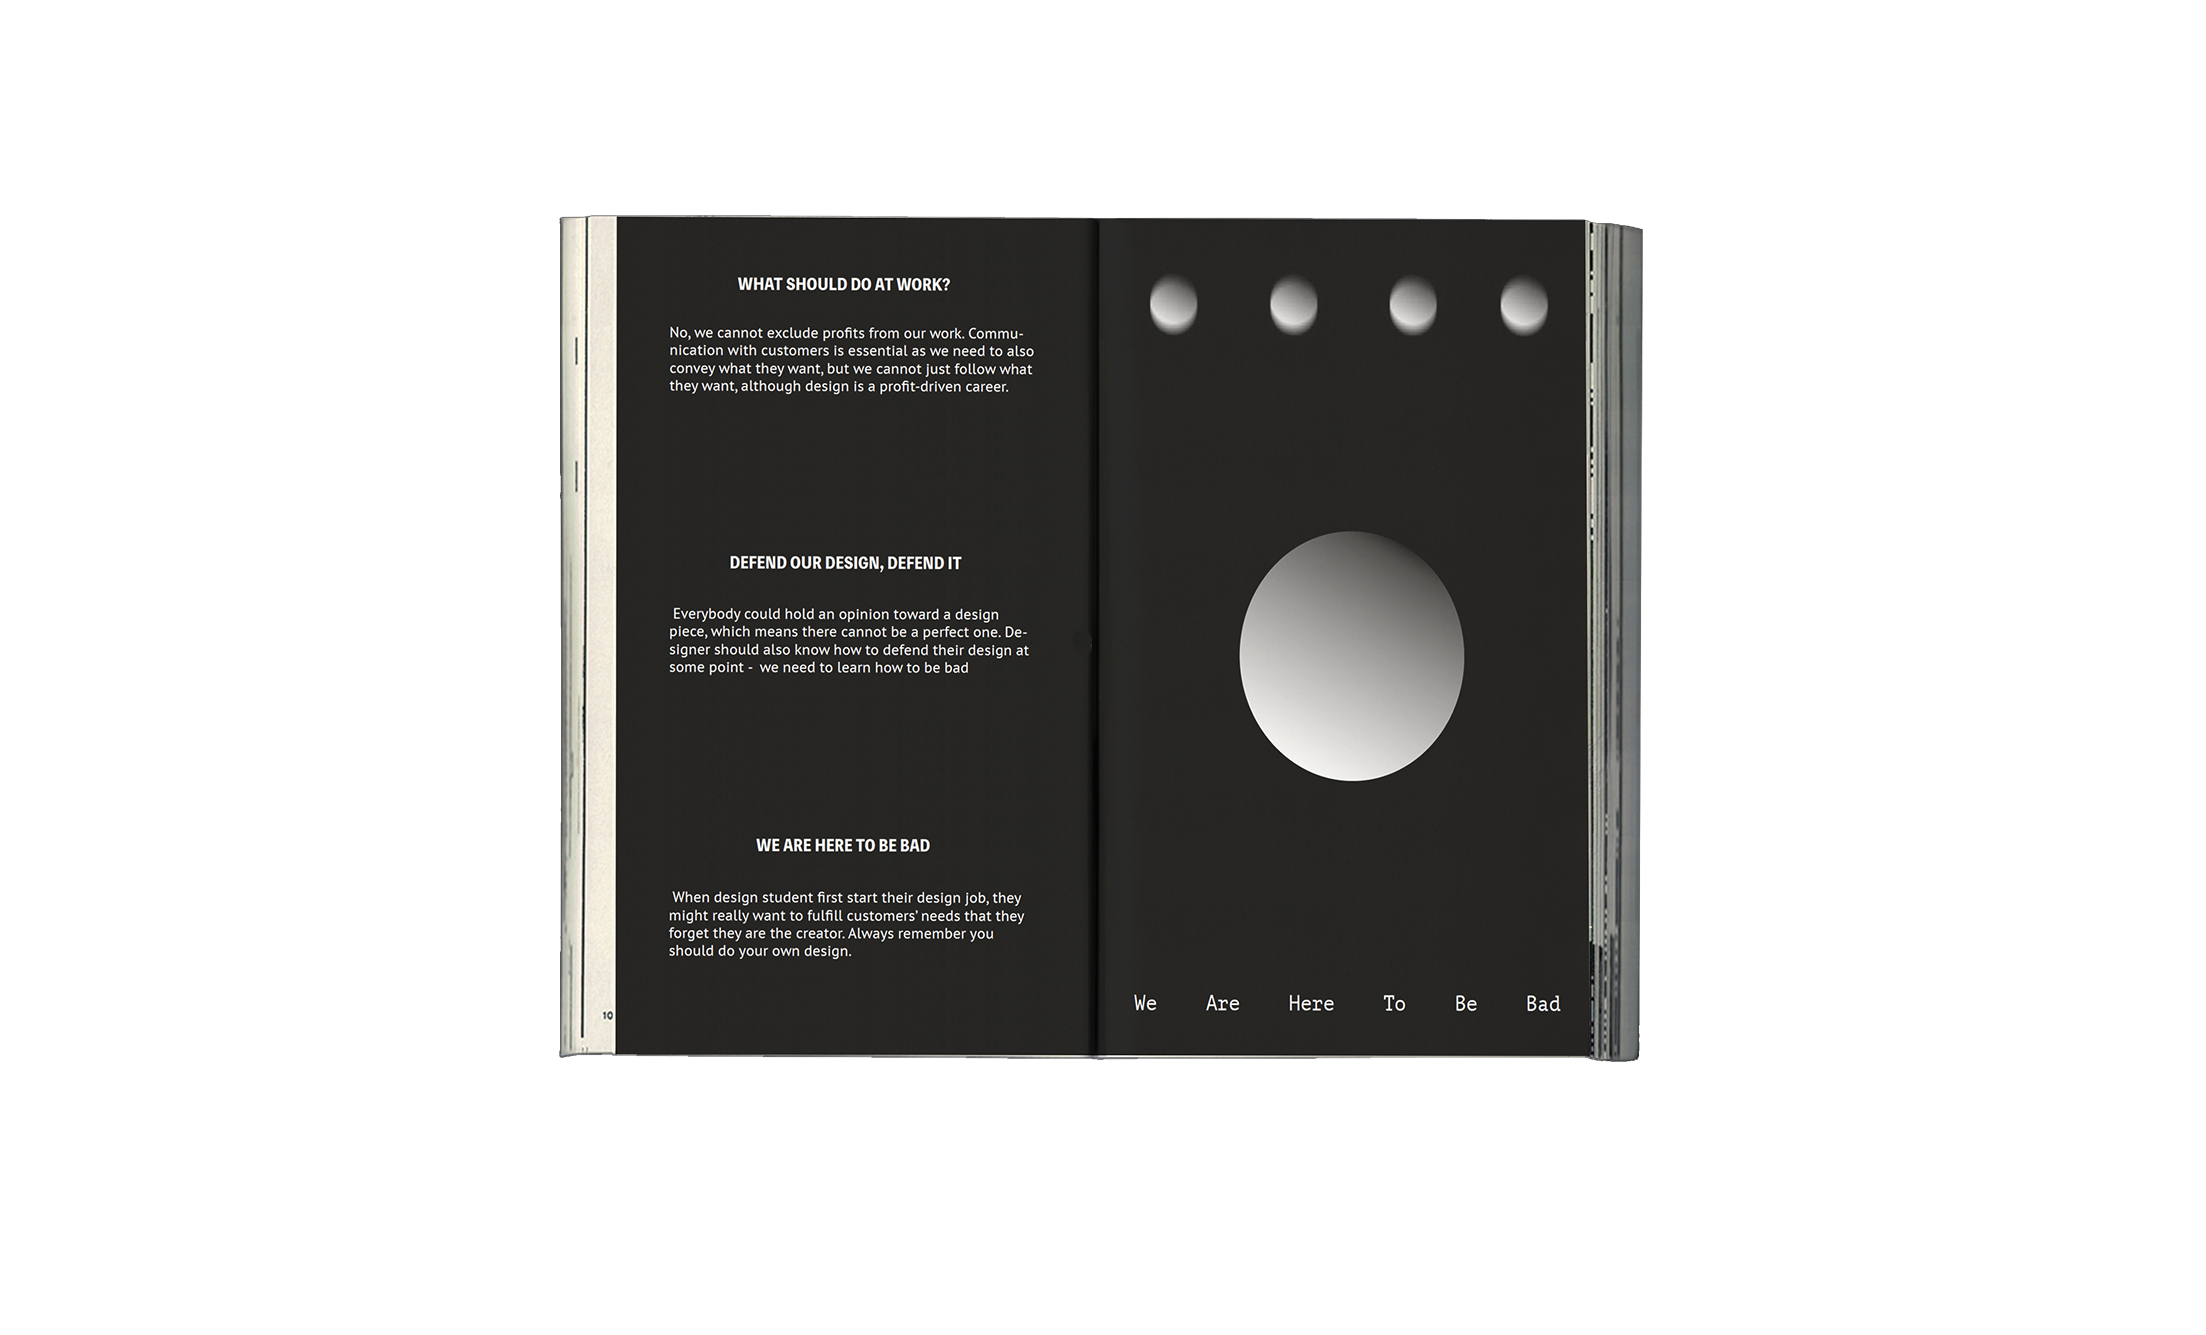 WHAT SHOULD DO AT WORK?
No, we cannot exclude profits from our work. Commu-
nication with customers is essential as we need to also
convey what they want, but we cannot just follow what
they want, although design is a profit-driven career.
DEFEND OUR DESIGN, DEFEND IT
Everybody could hold an opinion toward a design
piece, which means there cannot be a perfect one. De-
signer should also know how to defend their design at
some point - we need to learn how to be bad
WE ARE HERE TO BE BAD
When design student first start their design job, they
might really want to fulfill customers' needs that they
forget they are the creator. Always remember you
should do your own design.
10
We Are Here To Be Bad